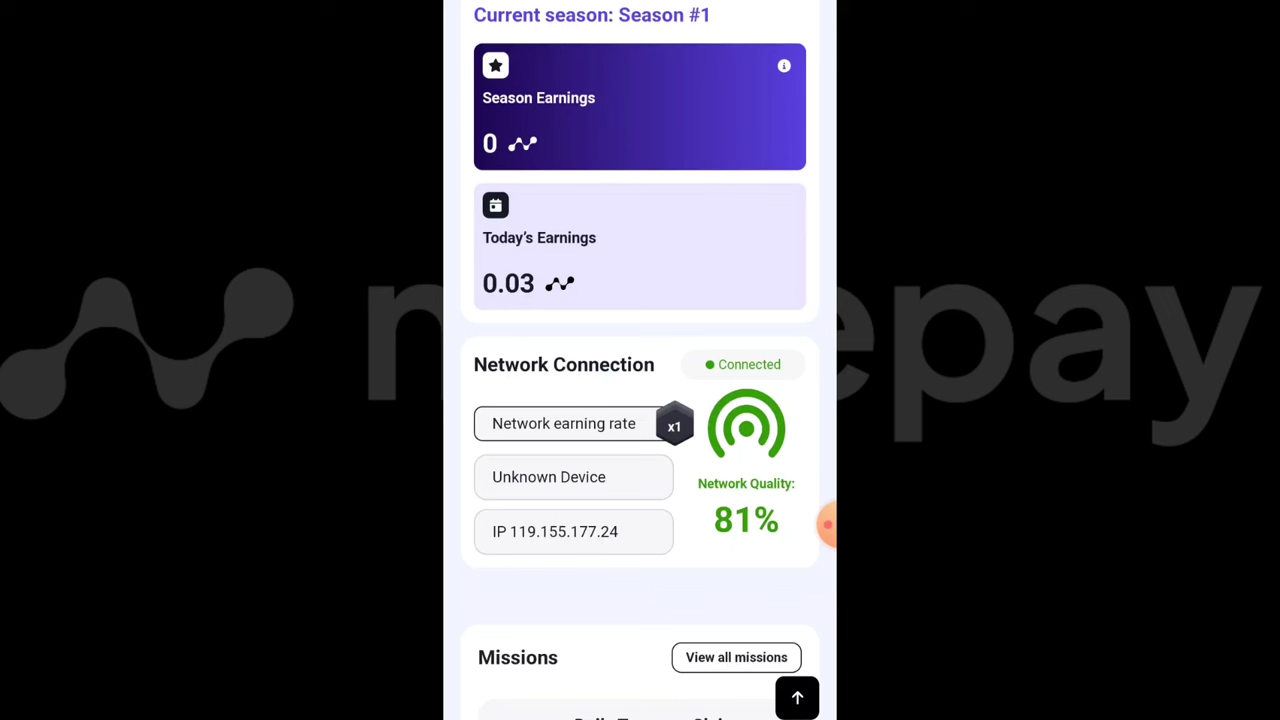 Current season: Season #1
Season Earnings
0
Today's Earnings
0.03
Network Connection
Connected
Network earning rate
x1
Unknown Device
Network Quality:
81%
IP 119.155.177.24
Missions
View all missions
epay